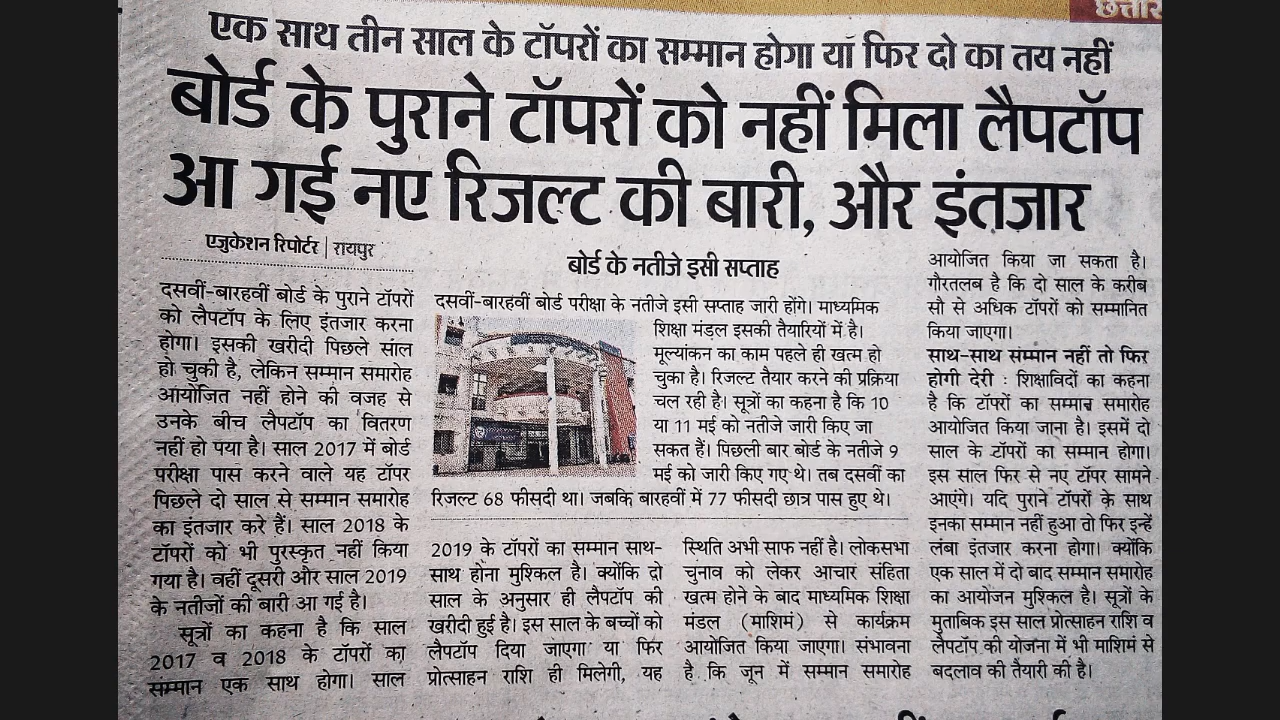 छत्तीस
एक साथ तीन साल के टॉपरों का सम्मान होगा या फिर दो का तय नहीं
बोर्ड के पुराने टॉपरों को नहीं मिला लैपटॉप
आ गई नए रिजल्ट की बारी, और इंतजार
एजुकेशन रिपोर्टर | रायपुर
दसवीं-बारहवीं बोर्ड के पुराने टॉपरों
को लैपटॉप के लिए इंतजार करना
होगा। इसकी खरीदी पिछले साल
हो चुकी है, लेकिन सम्मान समारोह
आयोजित नहीं होने की वजह से
उनके बीच लैपटॉप का वितरण
नहीं हो पया है। साल 2017 में बोर्ड
परीक्षा पास करने वाले यह टॉपर
पिछले दो साल से सम्मान समारोह
का इंतजार करे हैं। साल 2018 के
टॉपरों को भी पुरस्कृत नहीं किया
गया है। वहीं दूसरी ओर साल 2019
के नतीजों की बारी आ गई है।
सूत्रों का कहना है कि साल
2017 व 2018 के टॉपरों का
सम्मान एक साथ होगा। साल
बोर्ड के नतीजे इसी सप्ताह
दसवीं-बारहवीं बोर्ड परीक्षा के नतीजे इसी सप्ताह जारी होंगे। माध्यमिक
शिक्षा मंडल इसकी तैयारियों में है।
मूल्यांकन का काम पहले ही खत्म हो
चुका है। रिजल्ट तैयार करने की प्रक्रिया
चल रही है। सूत्रों का कहना है कि 10
या 11 मई को नतीजे जारी किए जा
सकत हैं। पिछली बार बोर्ड के नतीजे 9
मई को जारी किए गए थे। तब दसवीं का
रिजल्ट 68 फीसदी था। जबकि बारहवीं में 77 फीसदी छात्र पास हुए थे।
2019 के टॉपरों का सम्मान साथ-
साथ होना मुश्किल है। क्योंकि दो
साल के अनुसार ही लैपटॉप की
खरीदी हुई है। इस साल के बच्चों को
लैपटॉप दिया जाएगा या फिर
प्रोत्साहन राशि ही मिलेगी, यह
स्थिति अभी साफ नहीं है। लोकसभा
चुनाव को लेकर आचार संहिता
खत्म होने के बाद माध्यमिक शिक्षा
मंडल (माशिमं) से कार्यक्रम
आयोजित किया जाएगा। संभावना
है कि जून में सम्मान समारोह
आयोजित किया जा सकता है।
गौरतलब है कि दो साल के करीब
सौ से अधिक टॉपरों को सम्मानित
किया जाएगा।
साथ-साथ सम्मान नहीं तो फिर
होगी देरी : शिक्षाविदों का कहना
है कि टॉपरों का सम्मान समारोह
आयोजित किया जाना है। इसमें दो
साल के टॉपरों का सम्मान होगा।
इस साल फिर से नए टॉपर सामने
आएंगे। यदि पुराने टॉपरों के साथ
इनका सम्मान नहीं हुआ तो फिर इन्हें
लंबा इंतजार करना होगा। क्योंकि
एक साल में दो बाद सम्मान समारोह
का आयोजन मुश्किल है। सूत्रों के
मुताबिक इस साल प्रोत्साहन राशि व
लैपटॉप की योजना में भी माशिमं से
बदलाव की तैयारी की है।